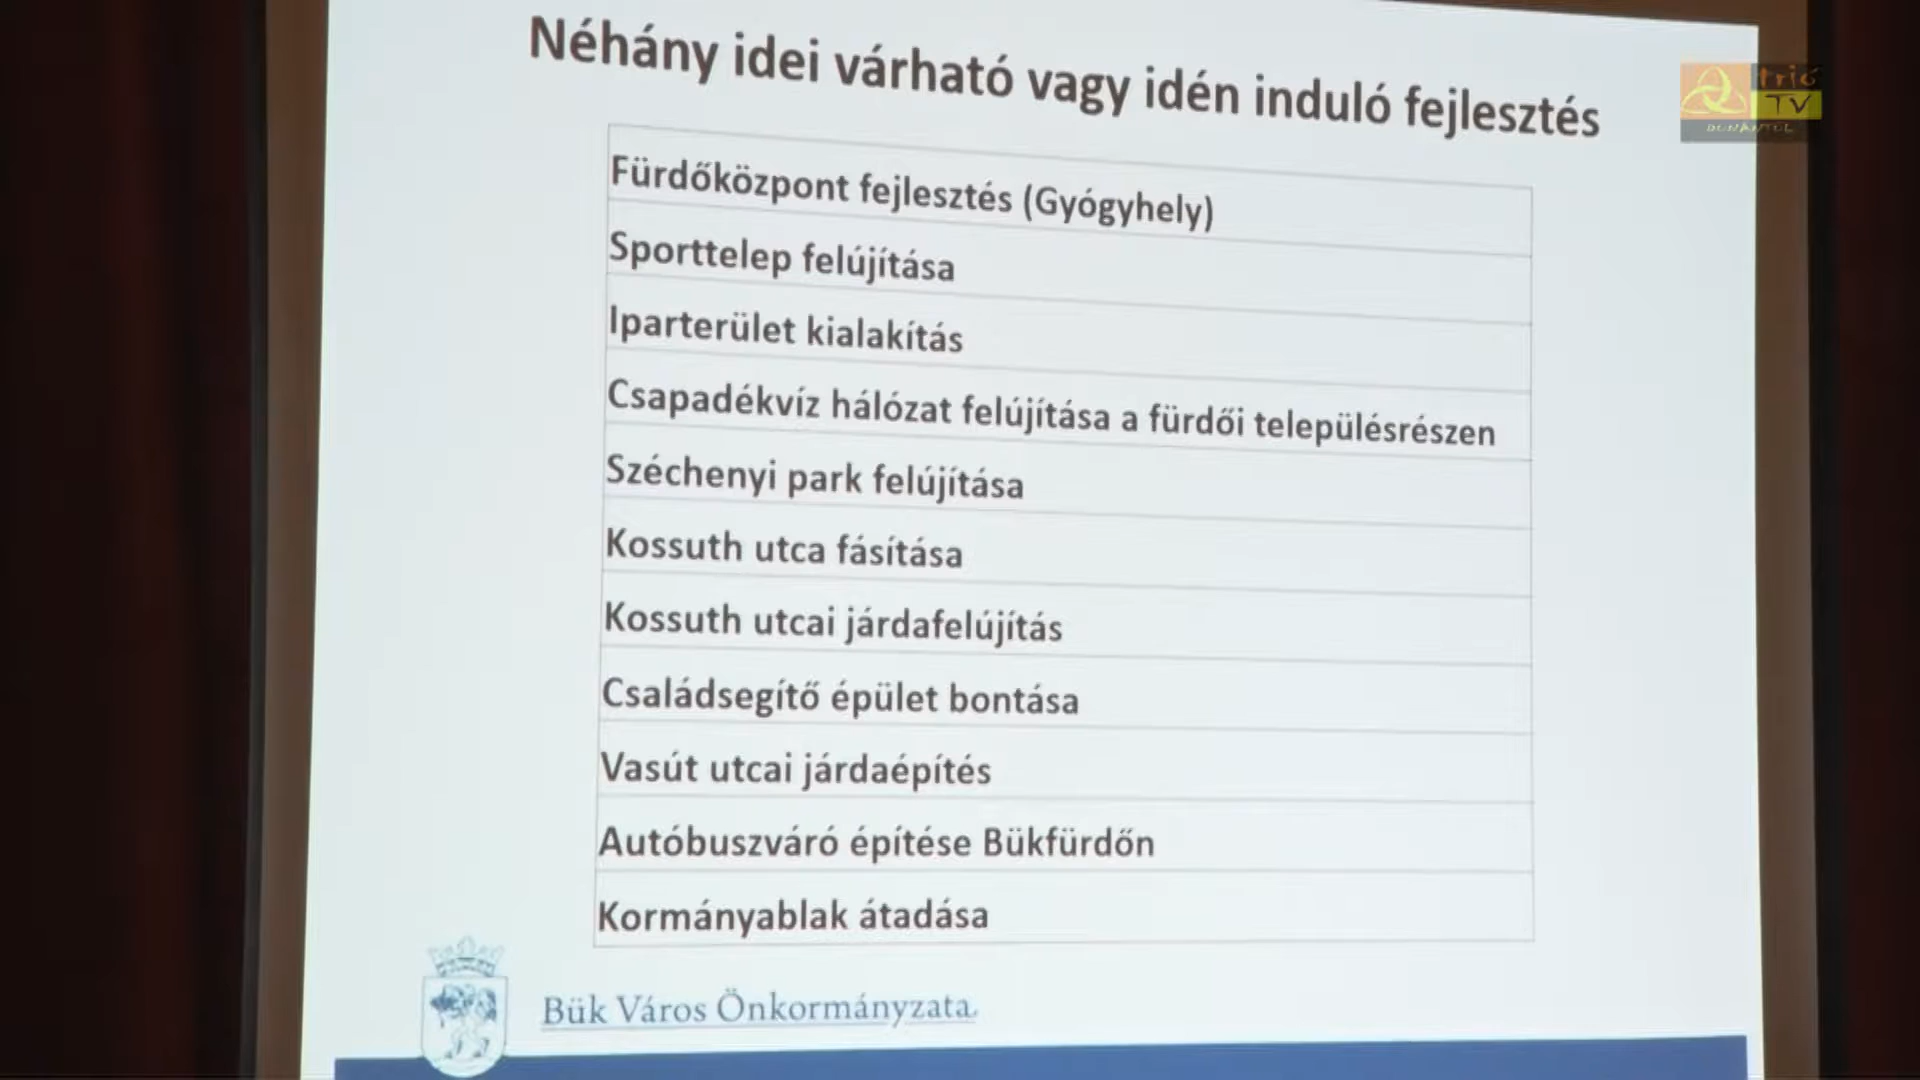 Néhány idei várható vagy idén induló fejlesztés
trió
TV
DUNÁNTÚL
Fürdőközpont fejlesztés (Gyógyhely)
Sporttelep felújítása
Iparterület kialakítás
Csapadékvíz hálózat felújítása a fürdői településrészen
Széchenyi park felújítása
Kossuth utca fásítása
Kossuth utcai járdafelújítás
Családsegítő épület bontása
Vasút utcai járdaépítés
Autóbuszváró építése Bükfürdőn
Kormányablak átadása
Bük Város Önkormányzata